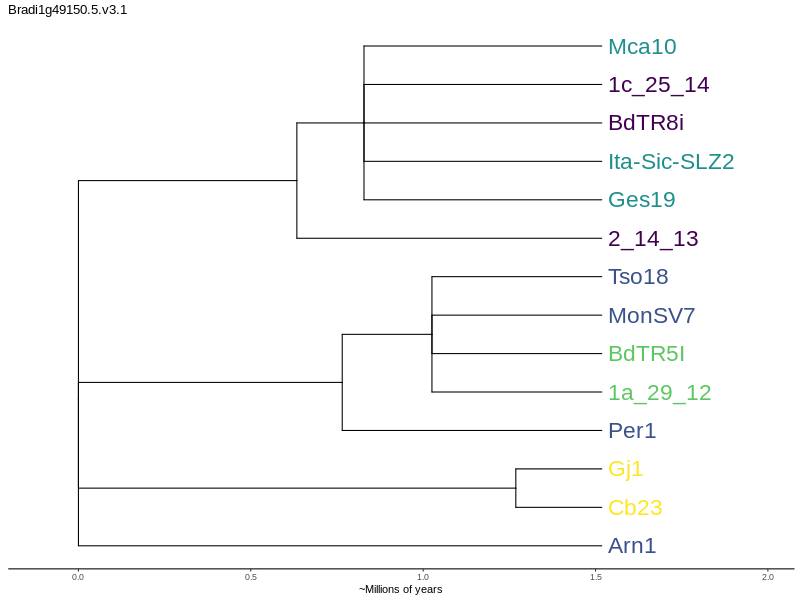 Bradi1g49150.5.v3.1
Mca10
1c_25_14
BdTR8i
Ita-Sic-SLZ2
Ges19
2_14_13
Tso18
MonSV7
BdTR5I
1a_29_12
Per1
Gj1
Cb23
Arn1
0.0 0.5 1.0 1.5 2.0
~Millions of years